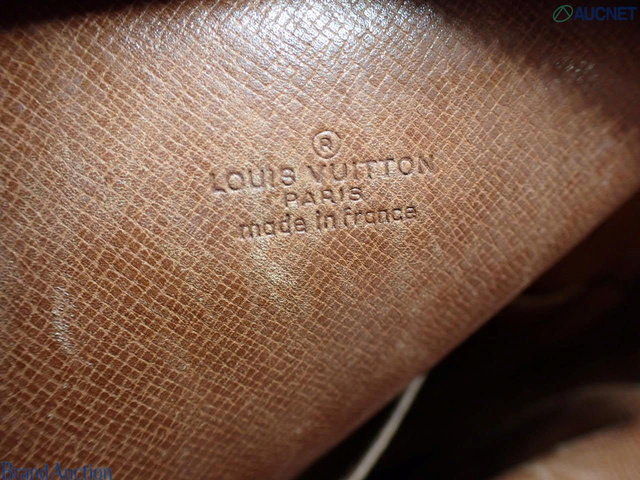 AUCNET
®
LOUIS VUITTON
PARIS
made in france
Brand Auction